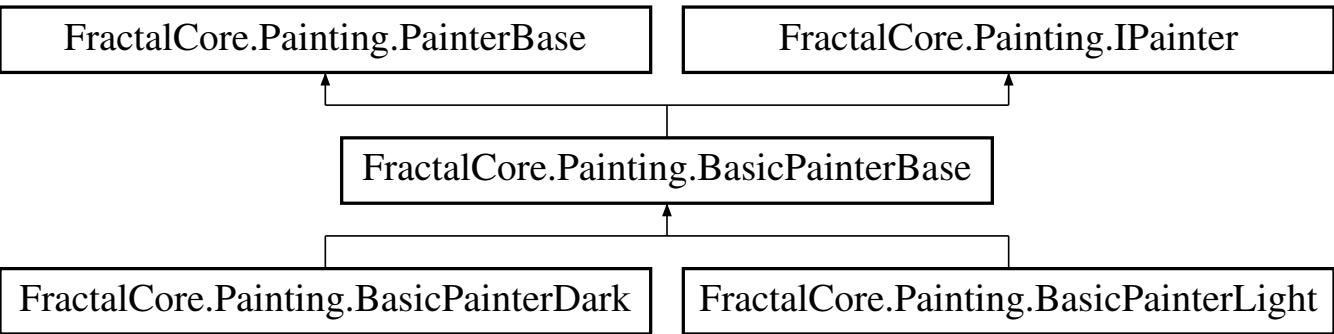 FractalCore.Painting.PainterBase
FractalCore.Painting.IPainter
FractalCore.Painting.BasicPainterBase
FractalCore.Painting.BasicPainterDark
FractalCore.Painting.BasicPainterLight